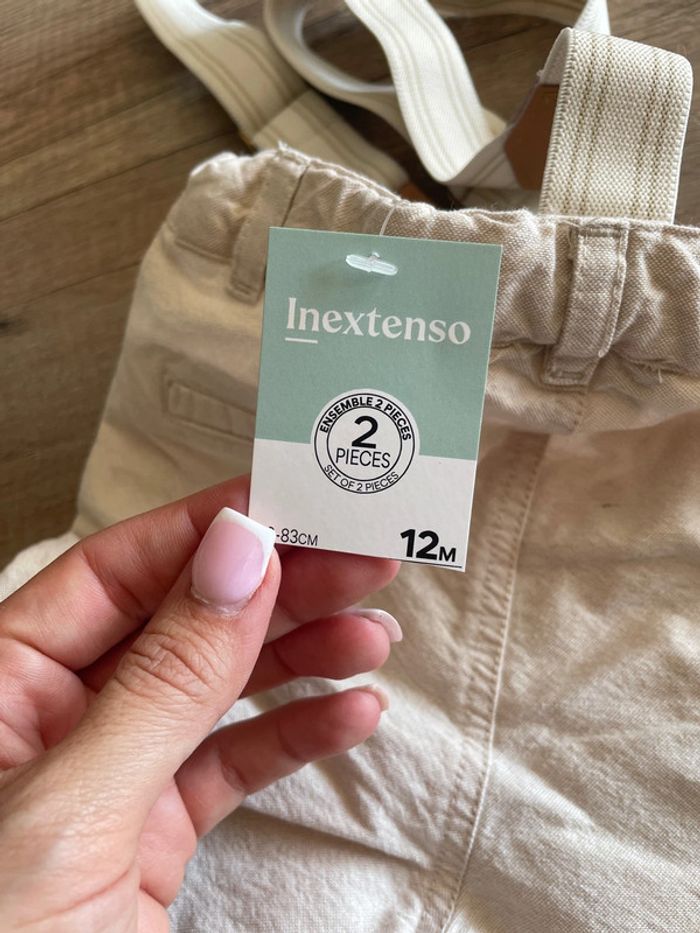 Inextenso
ENSEMBLE 2 PIECES
2
PIECES
SET OF 2 PIECES
-83CM
12M